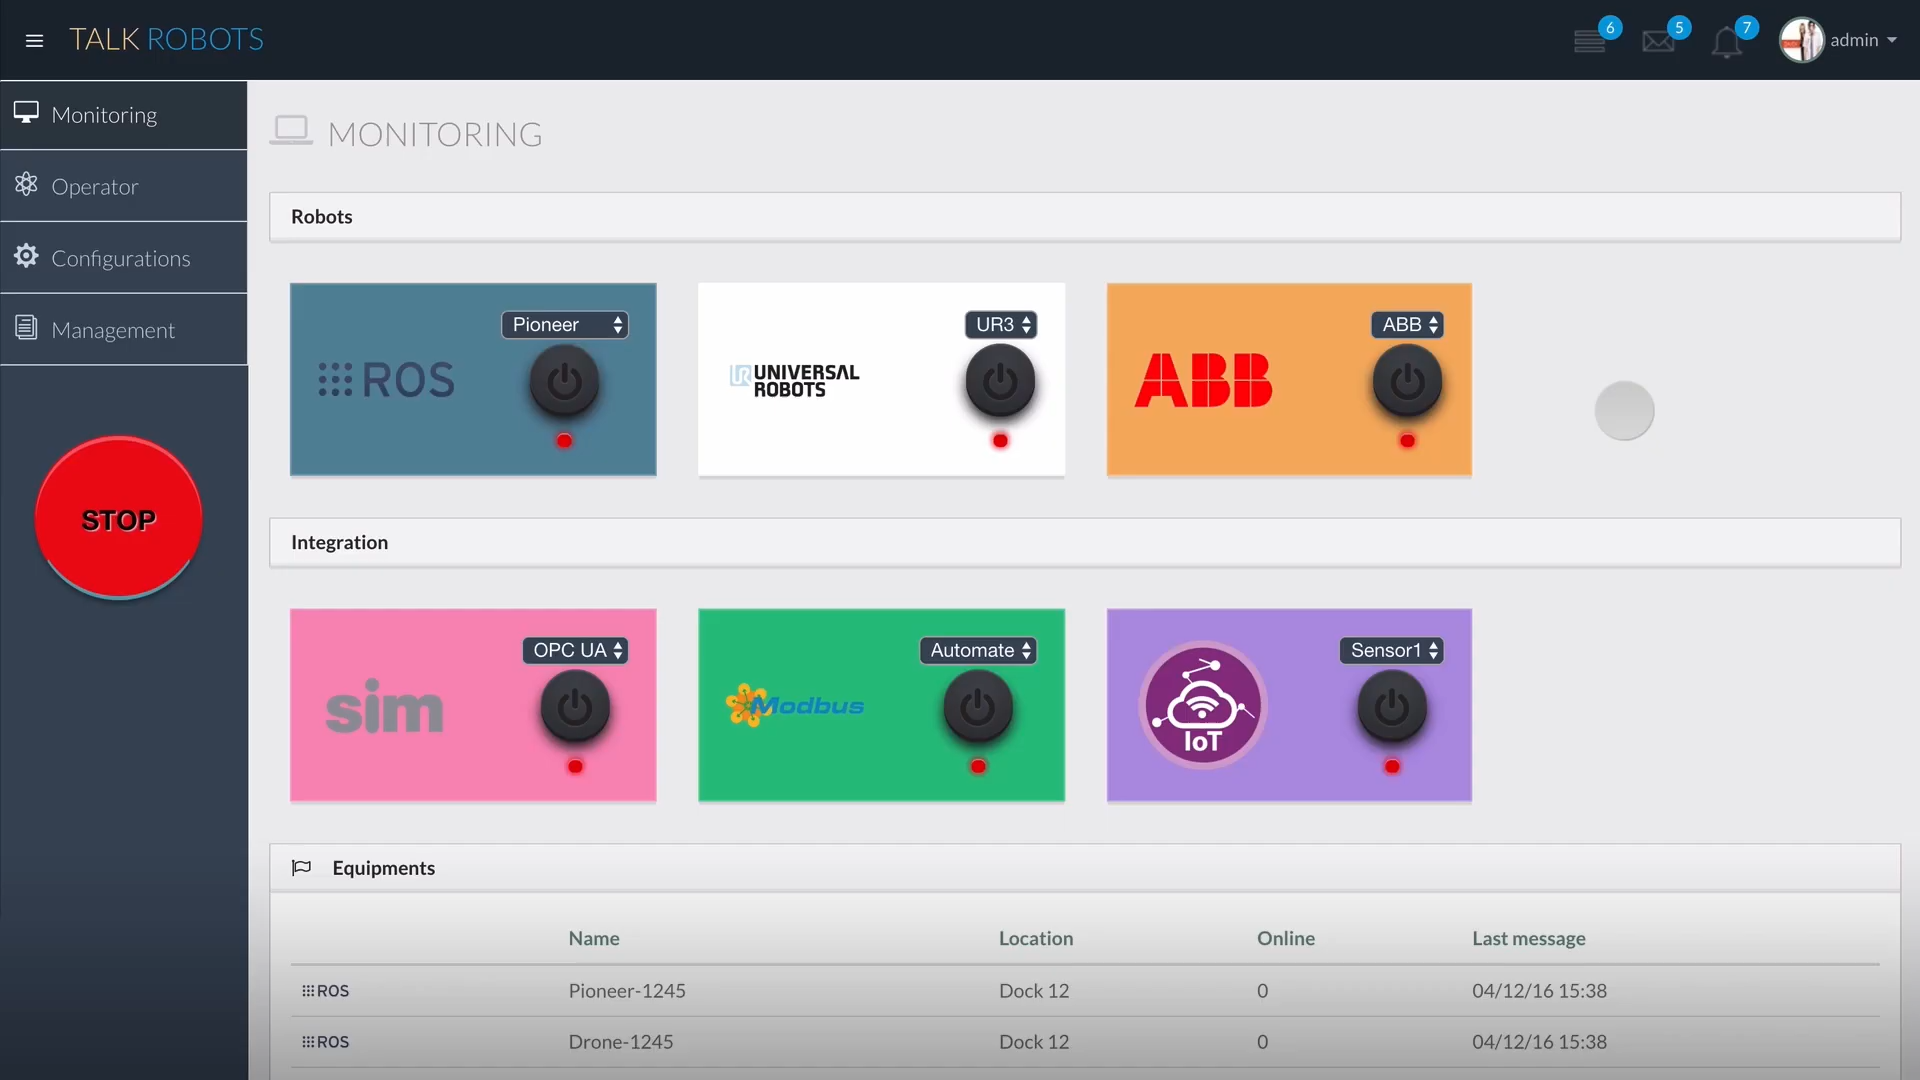 TALK ROBOTS
6
5
7
admin
Monitoring
Operator
Configurations
Management
STOP
MONITORING
Robots
Pioneer
ROS
UR3
UR UNIVERSAL
ROBOTS
ABB
ABB
Integration
OPC UA
sim
Automate
Modbus
Sensor1
IoT
Equipments
Name Location Online Last message
ROS Pioneer-1245 Dock 12 0 04/12/16 15:38
ROS Drone-1245 Dock 12 0 04/12/16 15:38